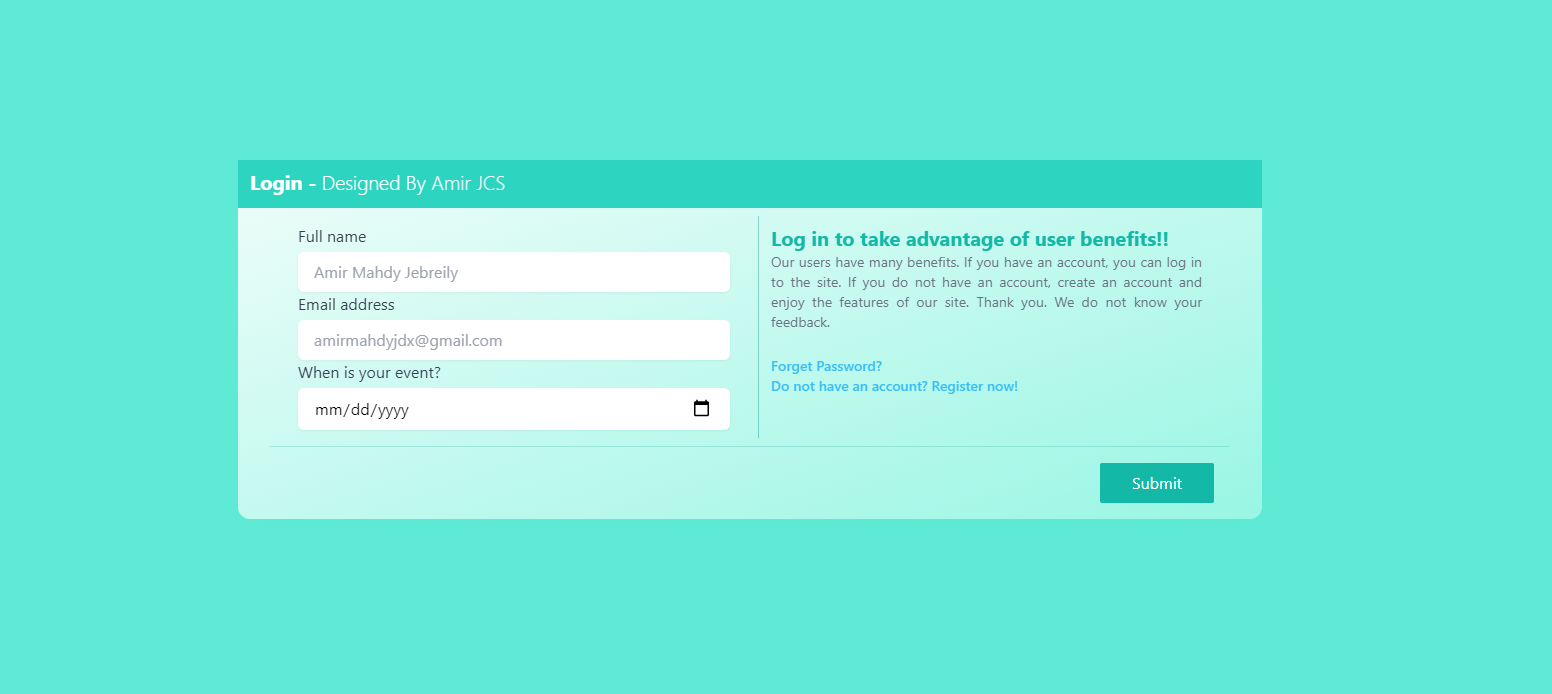 Login - Designed By Amir JCS
Full name
Amir Mahdy Jebreily
Email address
amirmahdyjdx@gmail.com
When is your event?
mm/dd/yyyy
Log in to take advantage of user benefits!!
Our users have many benefits. If you have an account, you can log in
to the site. If you do not have an account, create an account and
enjoy the features of our site. Thank you. We do not know your
feedback.
Forget Password?
Do not have an account? Register now!
Submit